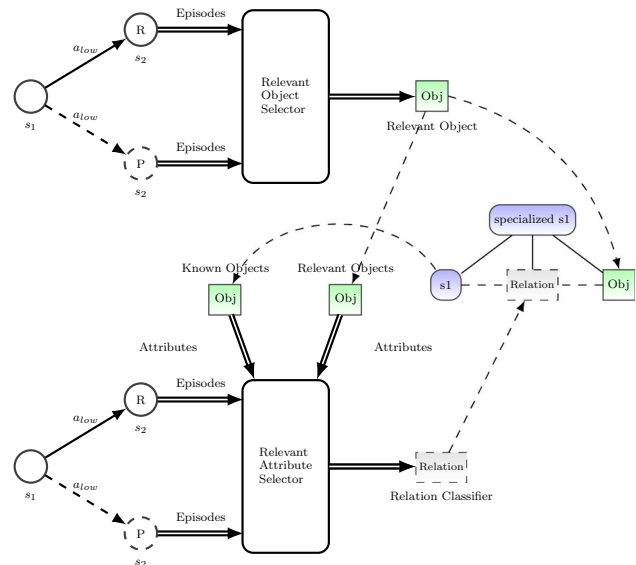 Episodes
R
a_low
s_2
s_1
a_low
Episodes
P
s_2
Relevant
Object
Selector
Obj
Relevant Object
specialized s1
Known Objects
Relevant Objects
Obj
Obj
s1
Relation
Obj
Attributes
Attributes
Episodes
R
a_low
s_2
s_1
a_low
Episodes
P
s_2
Relevant
Attribute
Selector
Relation
Relation Classifier